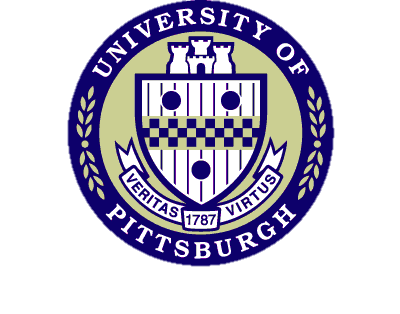 UNIVERSITY OF
VERITAS 1787 VIRTUS
PITTSBURGH